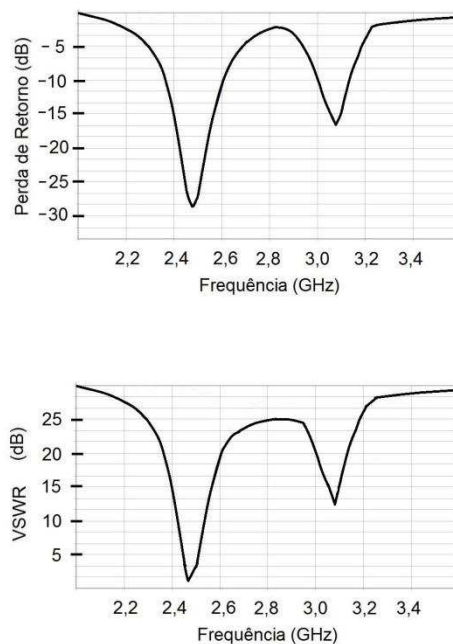 Perda de Retorno (dB)
− 5
−10
−15
−20
−25
−30
2,2 2,4 2,6 2,8 3,0 3,2 3,4
Frequência (GHz)
VSWR (dB)
25
20
15
10
5
2,2 2,4 2,6 2,8 3,0 3,2 3,4
Frequência (GHz)